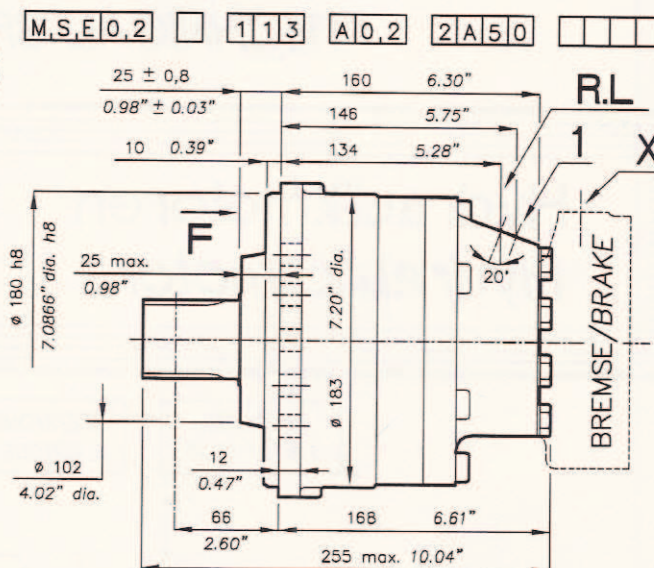 M,S,E 0,2 1 1 3 A 0,2 2 A 5 0
25 ± 0,8 160 6.30"
0.98" ± 0.03" 146 5.75"
10 0.39" 134 5.28"
R.L
1
X
F
ø 180 h8
7.0866" dia. h8
25 max.
0.98"
20°
7.20" dia.
ø 183
BREMSE/BRAKE
ø 102
4.02" dia.
12
0.47"
66 168 6.61"
2.60"
255 max. 10.04"